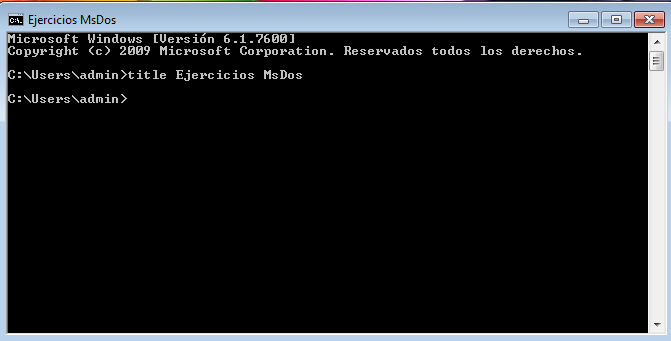 Ejercicios MsDos
Microsoft Windows [Versión 6.1.7600]
Copyright (c) 2009 Microsoft Corporation. Reservados todos los derechos.
C:\Users\admin>title Ejercicios MsDos
C:\Users\admin>